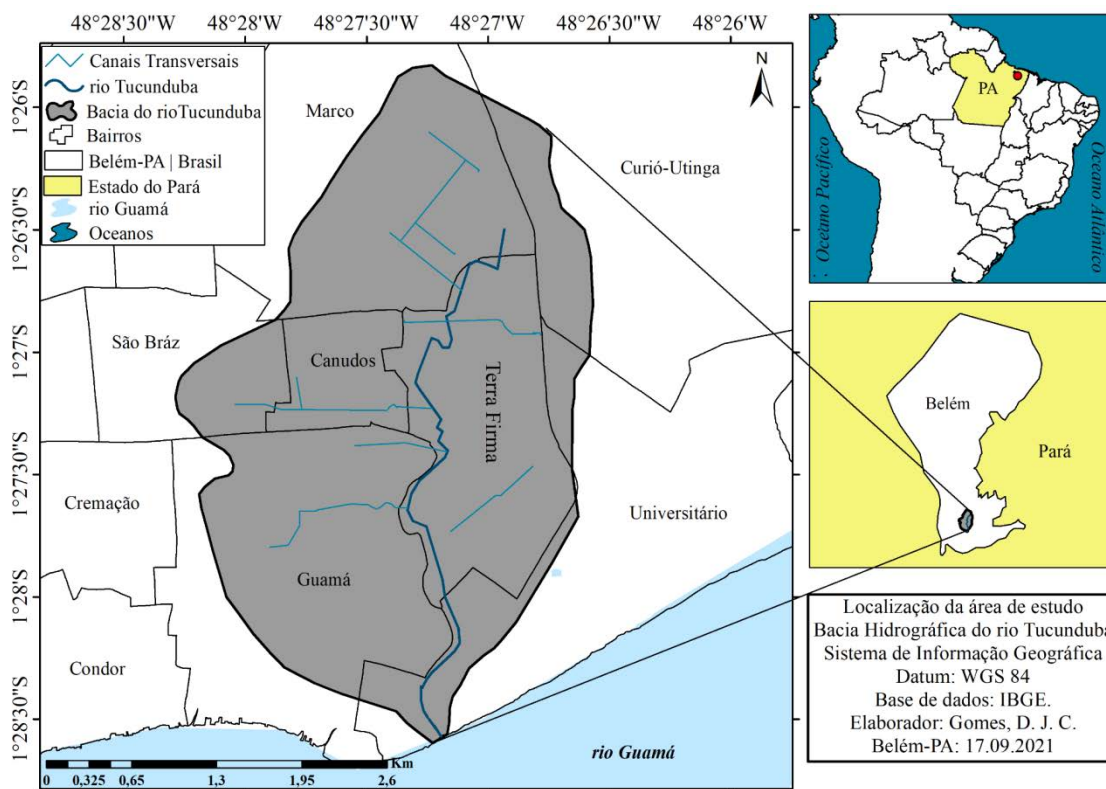 48°28'30"W 48°28'W 48°27'30"W 48°27'W 48°26'30"W 48°26'W
1°26'S
1°26'30"S
1°27'S
1°27'30"S
1°28'S
1°28'30"S
Canais Transversais
rio Tucunduba
Bacia do rioTucunduba
Bairros
Belém-PA | Brasil
Estado do Pará
rio Guamá
Oceanos
Marco
N
Curió-Utinga
São Bráz
Canudos
Terra Firma
Cremação
Universitário
Guamá
Condor
rio Guamá
Km
0 0,325 0,65 1,3 1,95 2,6
PA
Oceano Pacífico
Oceano Atlântico
Belém
Pará
Localização da área de estudo
Bacia Hidrográfica do rio Tucunduba
Sistema de Informação Geográfica
Datum: WGS 84
Base de dados: IBGE.
Elaborador: Gomes, D. J. C.
Belém-PA: 17.09.2021